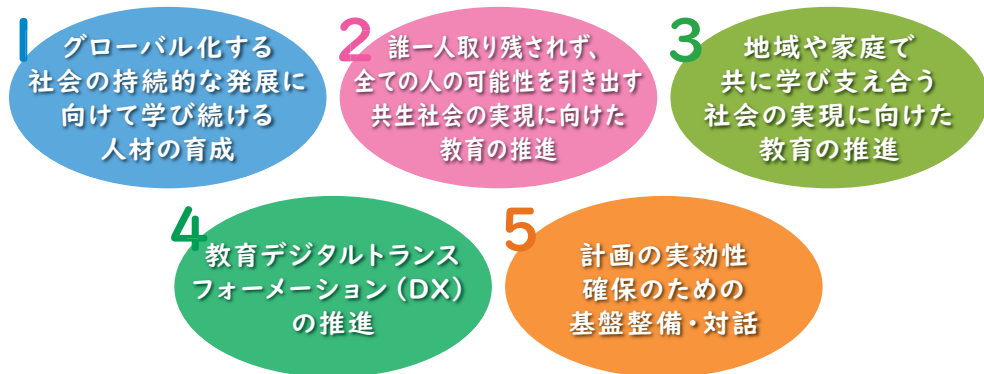 1
グローバル化する
社会の持続的な発展に
向けて学び続ける
人材の育成
2
誰一人取り残されず、
全ての人の可能性を引き出す
共生社会の実現に向けた
教育の推進
3
地域や家庭で
共に学び支え合う
社会の実現に向けた
教育の推進
4
教育デジタルトランス
フォーメーション（DX）
の推進
5
計画の実効性
確保のための
基盤整備・対話